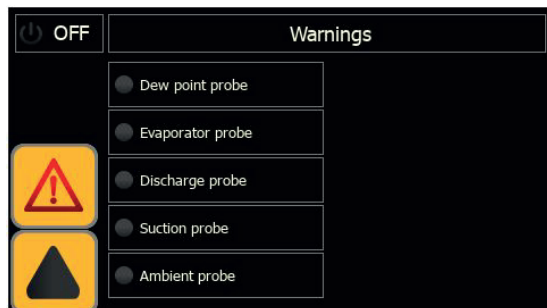 OFF
Warnings
Dew point probe
Evaporator probe
Discharge probe
Suction probe
Ambient probe